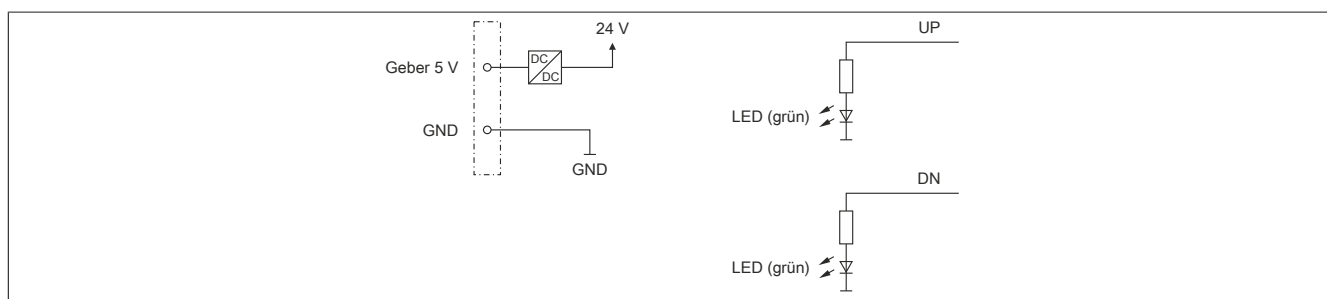 24 V
Geber 5 V
DC
DC
GND
GND
UP
LED (grün)
DN
LED (grün)